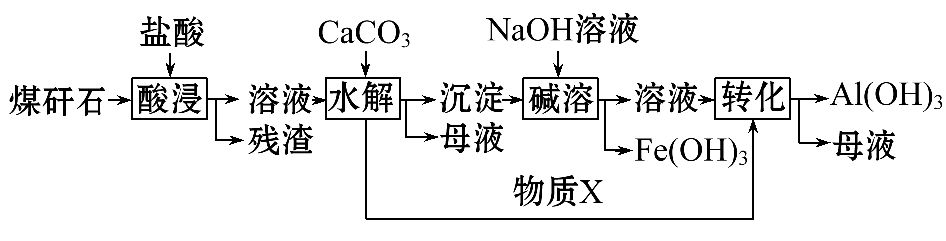 盐酸 CaCO₃ NaOH溶液
煤矸石 酸浸 溶液 水解 沉淀 碱溶 溶液 转化 Al(OH)₃
残渣 母液 Fe(OH)₃ 母液
物质X